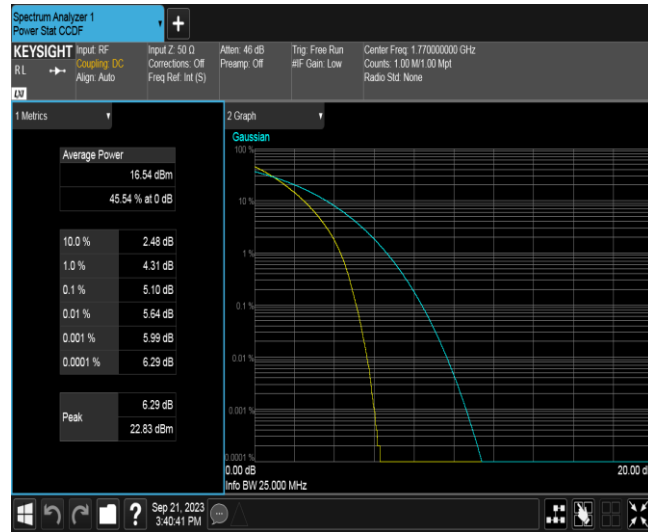 Spectrum Analyzer 1
Power Stat CCDF
+
KEYSIGHT
RL
LXI
Input: RF
Coupling: DC
Align: Auto
Input Z: 50 Ω
Corrections: Off
Freq Ref: Int (S)
Atten: 46 dB
Preamp: Off
Trig: Free Run
#IF Gain: Low
Center Freq: 1.770000000 GHz
Counts: 1.00 M/1.00 Mpt
Radio Std: None
1 Metrics
Average Power
16.54 dBm
45.54 % at 0 dB
10.0 % 2.48 dB
1.0 % 4.31 dB
0.1 % 5.10 dB
0.01 % 5.64 dB
0.001 % 5.99 dB
0.0001 % 6.29 dB
Peak
6.29 dB
22.83 dBm
2 Graph
Gaussian
100 %
10 %
1 %
0.1 %
0.01 %
0.001 %
0.0001 %
0.00 dB
20.00 d
Info BW 25.000 MHz
?
Sep 21, 2023
3:40:41 PM